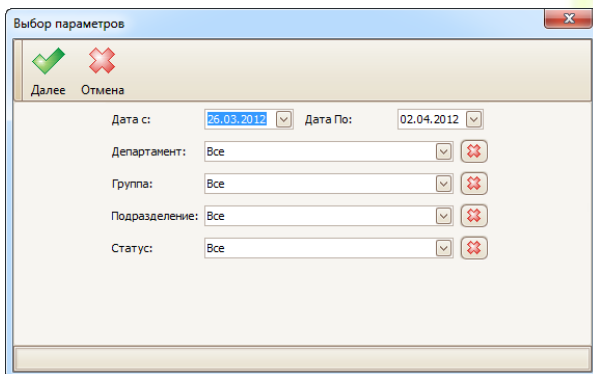 Выбор параметров
Далее Отмена
Дата с: 26.03.2012 Дата По: 02.04.2012
Департамент: Все
Группа: Все
Подразделение: Все
Статус: Все